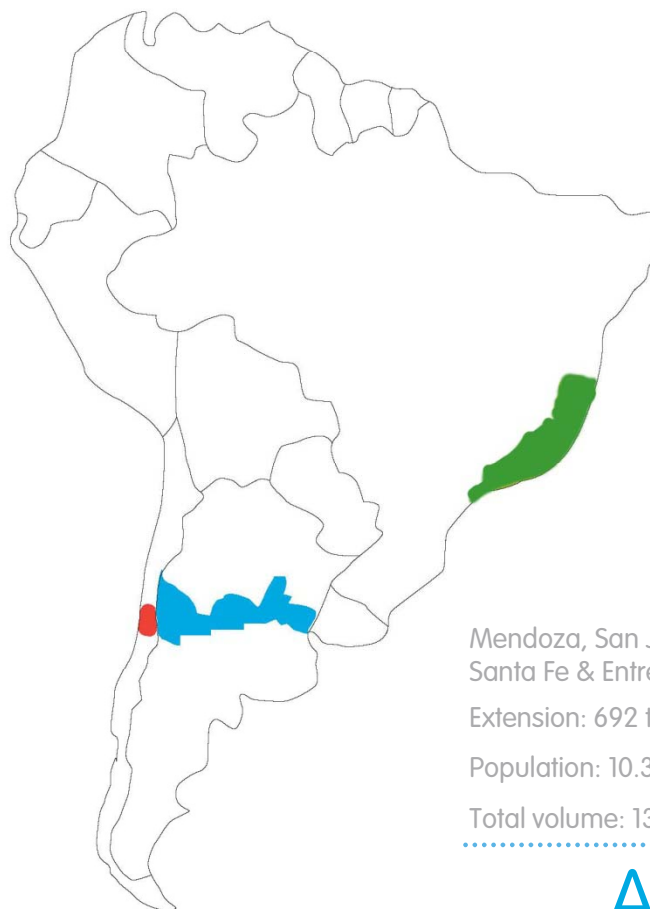 Mendoza, San J
Santa Fe & Entre
Extension: 692 t
Population: 10.3
Total volume: 13